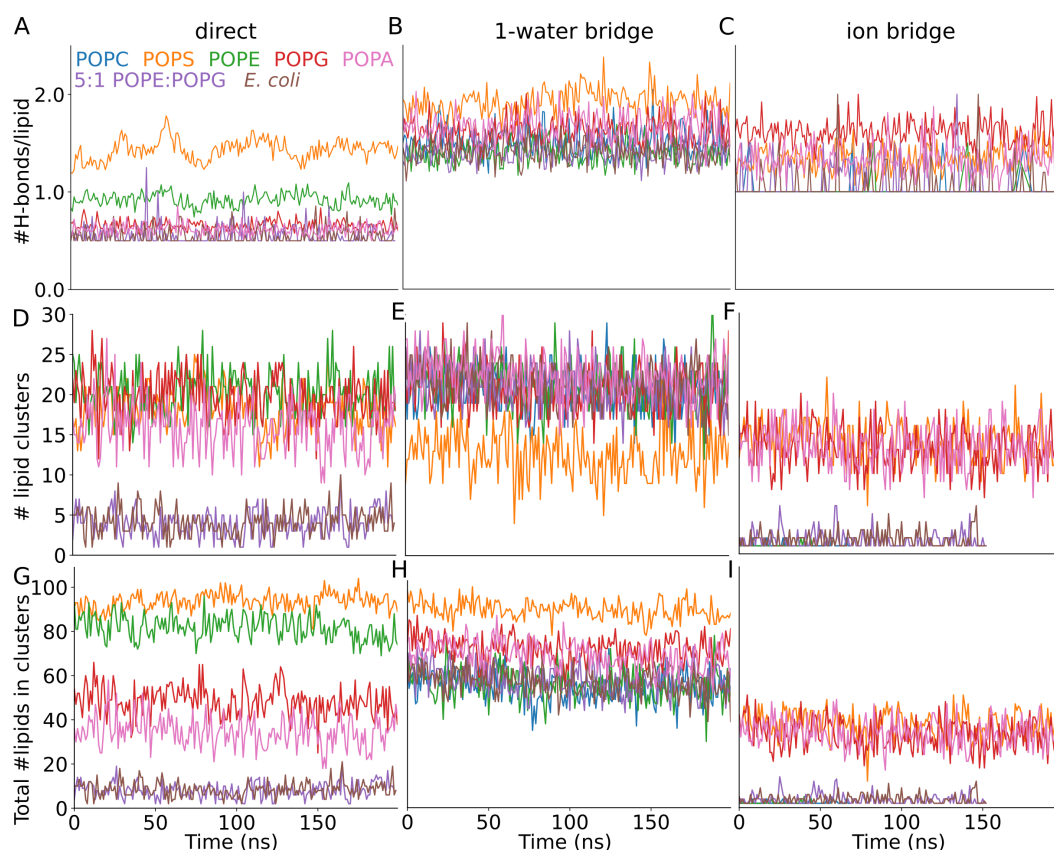 A direct B 1-water bridge C ion bridge
POPC POPS POPE POPG POPA
5:1 POPE:POPG E. coli
2.0
1.0
0.0
#H-bonds/lipid
D E F
30
25
20
15
10
5
0
# lipid clusters
G H I
100
80
60
40
20
0
Total #lipids in clusters
0 50 100 150 0 50 100 150 0 50 100 150
Time (ns) Time (ns) Time (ns)